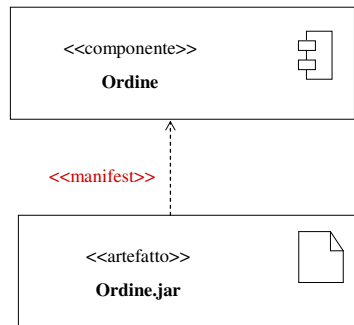 <<componente>>
Ordine
<<manifest>>
<<artefatto>>
Ordine.jar